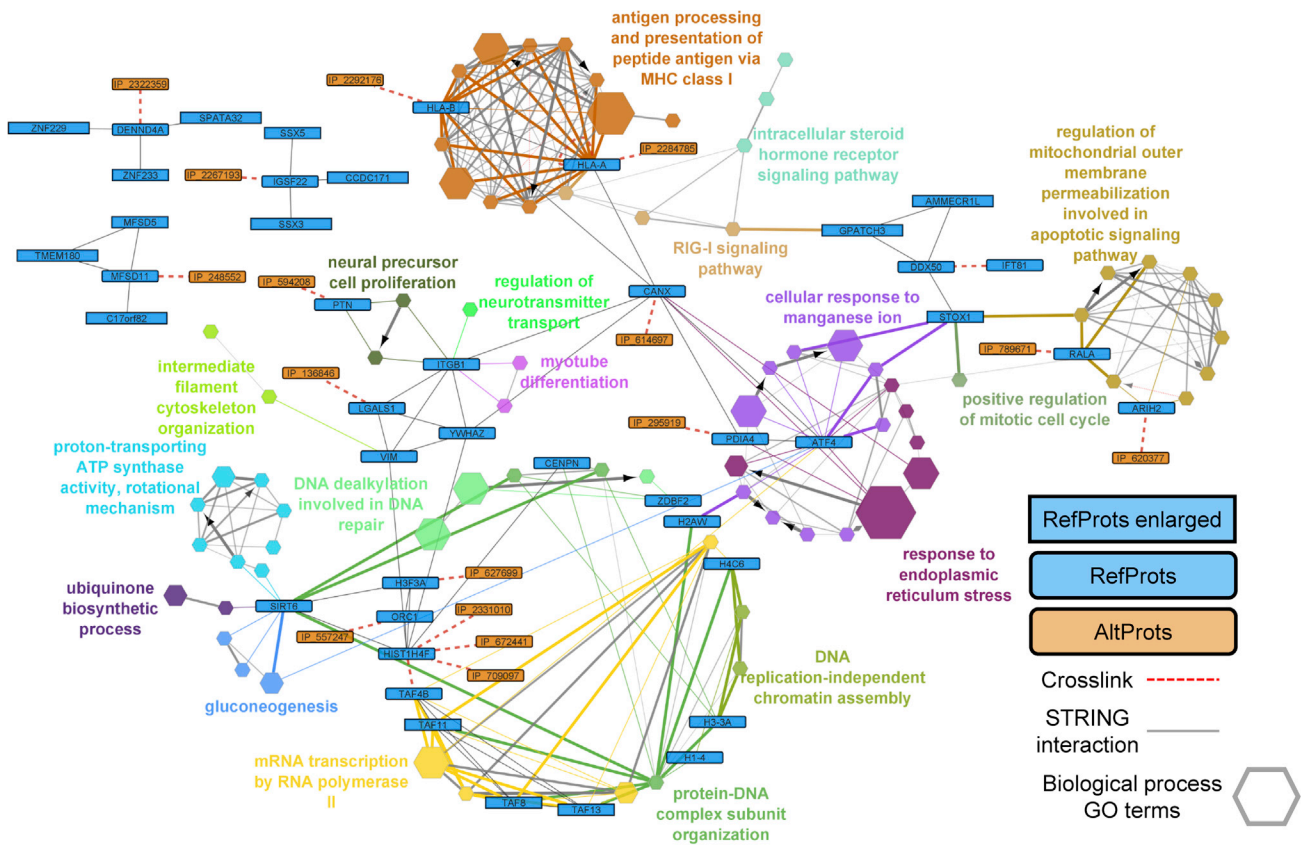 antigen processing
and presentation of
peptide antigen via
MHC class I
IP_2322359
IP_2292176
HLA-B
ZNF229
DENND4A
SPATA32
SSX5
ZNF233
IP_2267193
IGSF22
CCDC171
SSX3
HLA-A
IP_2284785
intracellular steroid
hormone receptor
signaling pathway
regulation of
mitochondrial outer
membrane
permeabilization
involved in
apoptotic signaling
pathway
AMMECR1L
GPATCH3
DDX50
IFT81
RIG-I signaling
pathway
MFSD5
TMEM180
MFSD11
IP_248552
C17orf82
neural precursor
cell proliferation
IP_594208
PTN
regulation of
neurotransmitter
transport
CANX
IP_614697
cellular response to
manganese ion
STOX1
IP_789671
RALA
ITGB1
myotube
differentiation
intermediate
filament
cytoskeleton
organization
IP_136846
LGALS1
YWHAZ
VIM
positive regulation
of mitotic cell cycle
ARIH2
IP_620377
IP_295919
PDIA4
ATF4
proton-transporting
ATP synthase
activity, rotational
mechanism
DNA dealkylation
involved in DNA
repair
CENPN
ZDBF2
H2AW
response to
endoplasmic
reticulum stress
RefProts enlarged
RefProts
AltProts
Crosslink
STRING
interaction
Biological process
GO terms
ubiquinone
biosynthetic
process
SIRT6
H3F3A
IP_627699
ORC1
IP_2331010
IP_557247
HIST1H4F
IP_672441
IP_709097
H4C6
DNA
replication-independent
chromatin assembly
gluconeogenesis
TAF4B
TAF11
H3-3A
H1-4
mRNA transcription
by RNA polymerase
II
TAF8
TAF13
protein-DNA
complex subunit
organization